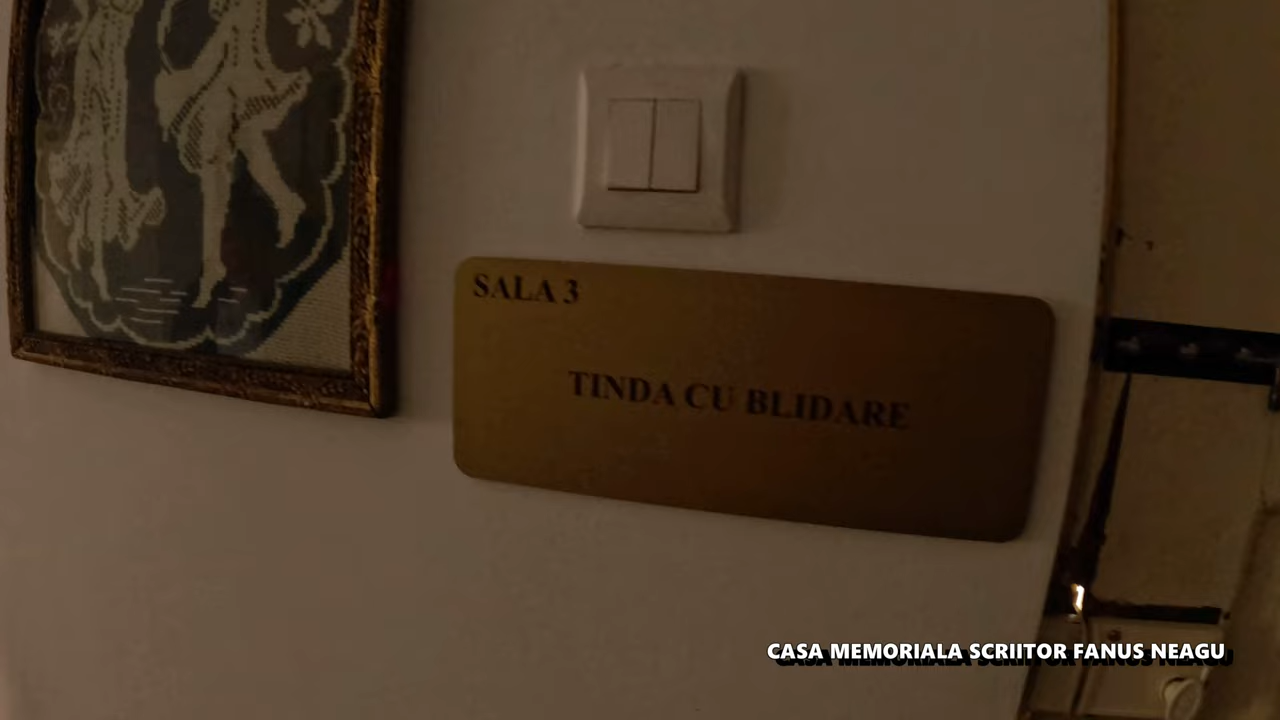 SALA 3
TINDA CU BLIDARE
CASA MEMORIALA SCRIITOR FANUS NEAGU